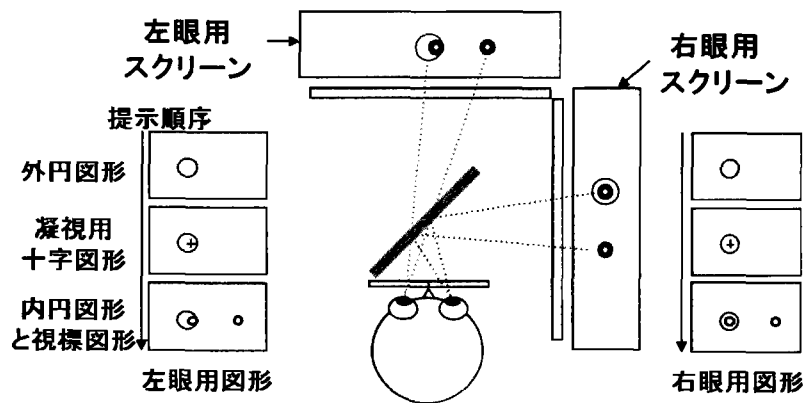 左眼用
スクリーン
右眼用
スクリーン
提示順序
外円図形
凝視用
十字図形
内円図形
と視標図形
左眼用図形
右眼用図形